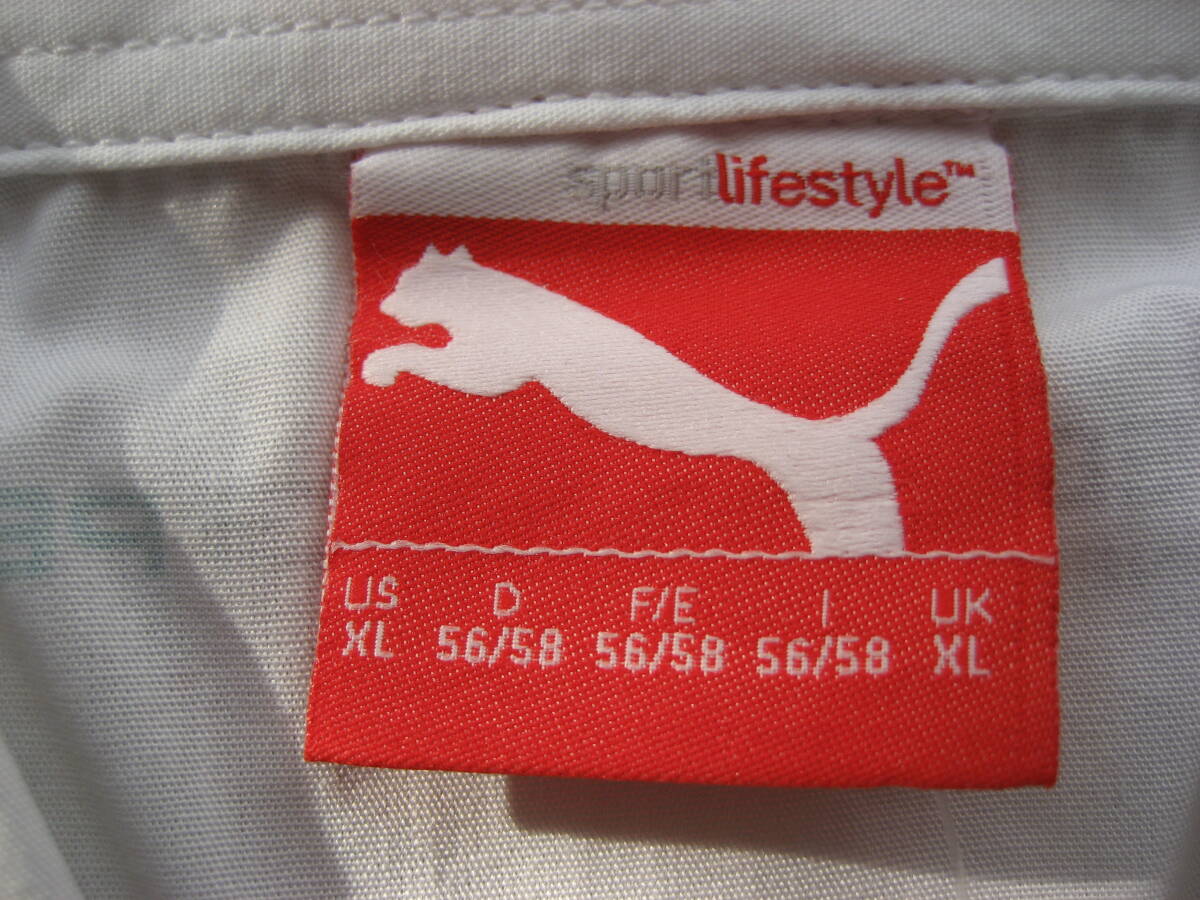 sportlifestyle™
US D F/E I UK
XL 56/58 56/58 56/58 XL